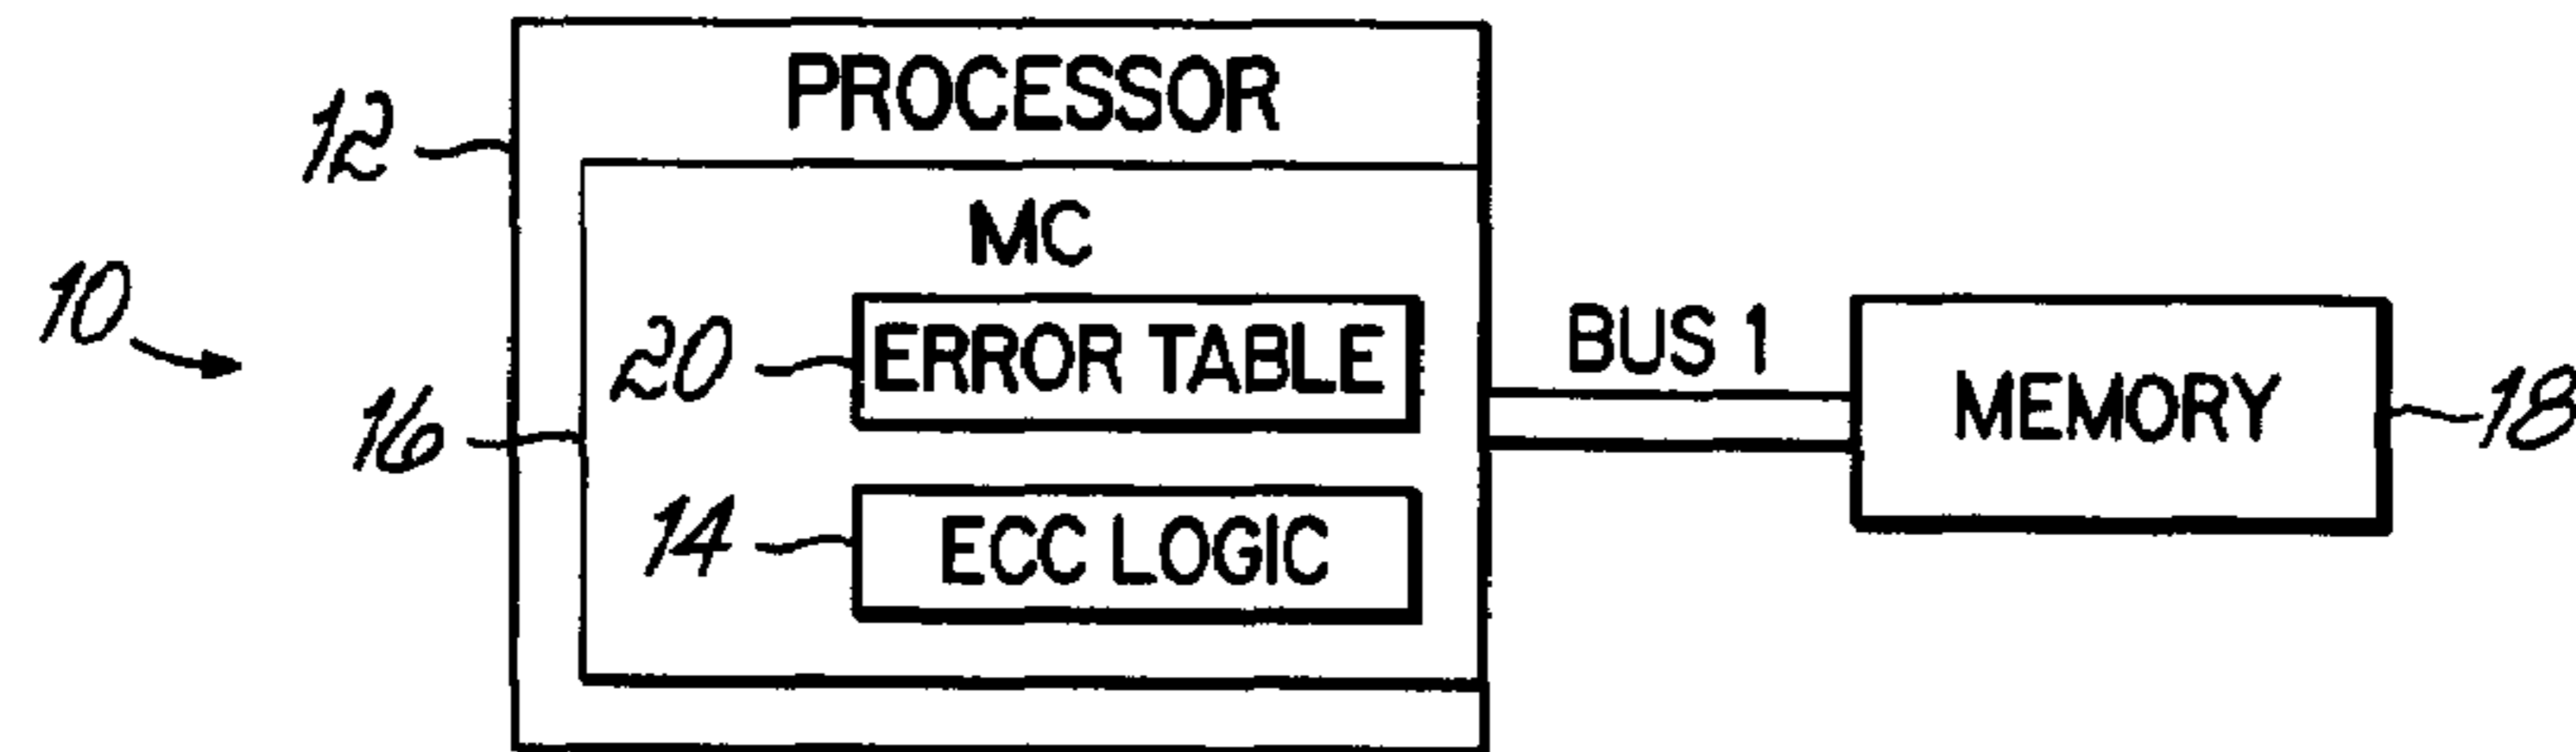 PROCESSOR
12
MC
10
20
ERROR TABLE
BUS 1
MEMORY
18
16
14
ECC LOGIC